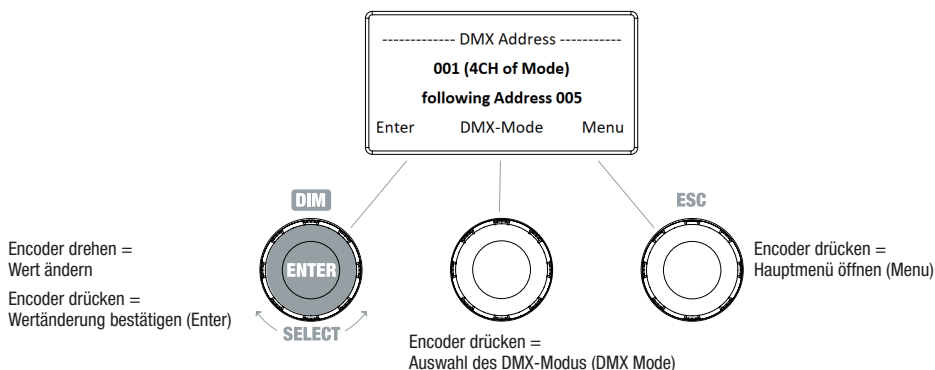 ------------- DMX Address -----------
001 (4CH of Mode)
following Address 005
Enter DMX-Mode Menu
DIM
ESC
Encoder drehen =
Wert ändern
Encoder drücken =
Wertänderung bestätigen (Enter)
ENTER
SELECT
Encoder drücken =
Auswahl des DMX-Modus (DMX Mode)
Encoder drücken =
Hauptmenü öffnen (Menu)